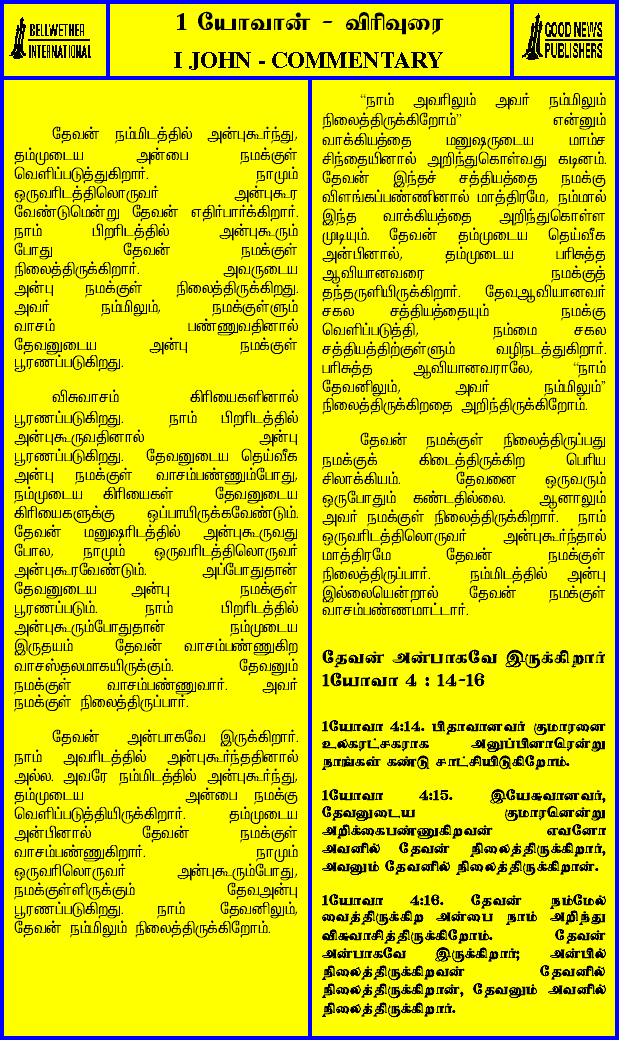 BELLWETHER
INTERNATIONAL
1 யோவான் - விரிவுரை
I JOHN - COMMENTARY
GOOD NEWS
PUBLISHERS
தேவன் நம்மிடத்தில் அன்புகூர்ந்து,
தம்முடைய அன்பை நமக்குள்
வெளிப்படுத்துகிறார். நாமும்
ஒருவரிடத்திலொருவர் அன்புகூர
வேண்டுமென்று தேவன் எதிர்பார்க்கிறார்.
நாம் பிறரிடத்தில் அன்புகூரும்
போது தேவன் நமக்குள்
நிலைத்திருக்கிறார். அவருடைய
அன்பு நமக்குள் நிலைத்திருக்கிறது.
அவர் நம்மிலும், நமக்குள்ளும்
வாசம் பண்ணுவதினால்
தேவனுடைய அன்பு நமக்குள்
பூரணப்படுகிறது.
விசுவாசம் கிரியைகளினால்
பூரணப்படுகிறது. நாம் பிறரிடத்தில்
அன்புகூருவதினால் அன்பு
பூரணப்படுகிறது. தேவனுடைய தெய்வீக
அன்பு நமக்குள் வாசம்பண்ணும்போது,
நம்முடைய கிரியைகள் தேவனுடைய
கிரியைகளுக்கு ஒப்பாயிருக்கவேண்டும்.
தேவன் மனுஷரிடத்தில் அன்புகூருவது
போல, நாமும் ஒருவரிடத்திலொருவர்
அன்புகூரவேண்டும். அப்போதுதான்
தேவனுடைய அன்பு நமக்குள்
பூரணப்படும். நாம் பிறரிடத்தில்
அன்புகூரும்போதுதான் நம்முடைய
இருதயம் தேவன் வாசம்பண்ணுகிற
வாசஸ்தலமாகயிருக்கும். தேவனும்
நமக்குள் வாசம்பண்ணுவார். அவர்
நமக்குள் நிலைத்திருப்பார்.
தேவன் அன்பாகவே இருக்கிறார்.
நாம் அவரிடத்தில் அன்புகூர்ந்ததினால்
அல்ல. அவரே நம்மிடத்தில் அன்புகூர்ந்து,
தம்முடைய அன்பை நமக்கு
வெளிப்படுத்தியிருக்கிறார். தம்முடைய
அன்பினால் தேவன் நமக்குள்
வாசம்பண்ணுகிறார். நாமும்
ஒருவரிலொருவர் அன்புகூரும்போது,
நமக்குள்ளிருக்கும் தேவஅன்பு
பூரணப்படுகிறது. நாம் தேவனிலும்,
தேவன் நம்மிலும் நிலைத்திருக்கிறோம்.
“நாம் அவரிலும் அவர் நம்மிலும்
நிலைத்திருக்கிறோம்” என்னும்
வாக்கியத்தை மனுஷருடைய மாம்ச
சிந்தையினால் அறிந்துகொள்வது கடினம்.
தேவன் இந்தச் சத்தியத்தை நமக்கு
விளங்கப்பண்ணினால் மாத்திரமே, நம்மால்
இந்த வாக்கியத்தை அறிந்துகொள்ள
முடியும். தேவன் தம்முடைய தெய்வீக
அன்பினால், தம்முடைய பரிசுத்த
ஆவியானவரை நமக்குத்
தந்தருளியிருக்கிறார். தேவஆவியானவர்
சகல சத்தியத்தையும் நமக்கு
வெளிப்படுத்தி, நம்மை சகல
சத்தியத்திற்குள்ளும் வழிநடத்துகிறார்.
பரிசுத்த ஆவியானவராலே, “நாம்
தேவனிலும், அவர் நம்மிலும்”
நிலைத்திருக்கிறதை அறிந்திருக்கிறோம்.
தேவன் நமக்குள் நிலைத்திருப்பது
நமக்குக் கிடைத்திருக்கிற பெரிய
சிலாக்கியம். தேவனை ஒருவரும்
ஒருபோதும் கண்டதில்லை. ஆனாலும்
அவர் நமக்குள் நிலைத்திருக்கிறார். நாம்
ஒருவரிடத்திலொருவர் அன்புகூர்ந்தால்
மாத்திரமே தேவன் நமக்குள்
நிலைத்திருப்பார். நம்மிடத்தில் அன்பு
இல்லையென்றால் தேவன் நமக்குள்
வாசம்பண்ணமாட்டார்.
தேவன் அன்பாகவே இருக்கிறார்
1யோவா 4 : 14-16
1யோவா 4:14. பிதாவானவர் குமாரனை
உலகரட்சகராக அனுப்பினாரென்று
நாங்கள் கண்டு சாட்சியிடுகிறோம்.
1யோவா 4:15. இயேசுவானவர்,
தேவனுடைய குமாரனென்று
அறிக்கைபண்ணுகிறவன் எவனோ
அவனில் தேவன் நிலைத்திருக்கிறார்,
அவனும் தேவனில் நிலைத்திருக்கிறான்.
1யோவா 4:16. தேவன் நம்மேல்
வைத்திருக்கிற அன்பை நாம் அறிந்து
விசுவாசித்திருக்கிறோம். தேவன்
அன்பாகவே இருக்கிறார்; அன்பில்
நிலைத்திருக்கிறவன் தேவனில்
நிலைத்திருக்கிறான், தேவனும் அவனில்
நிலைத்திருக்கிறார்.